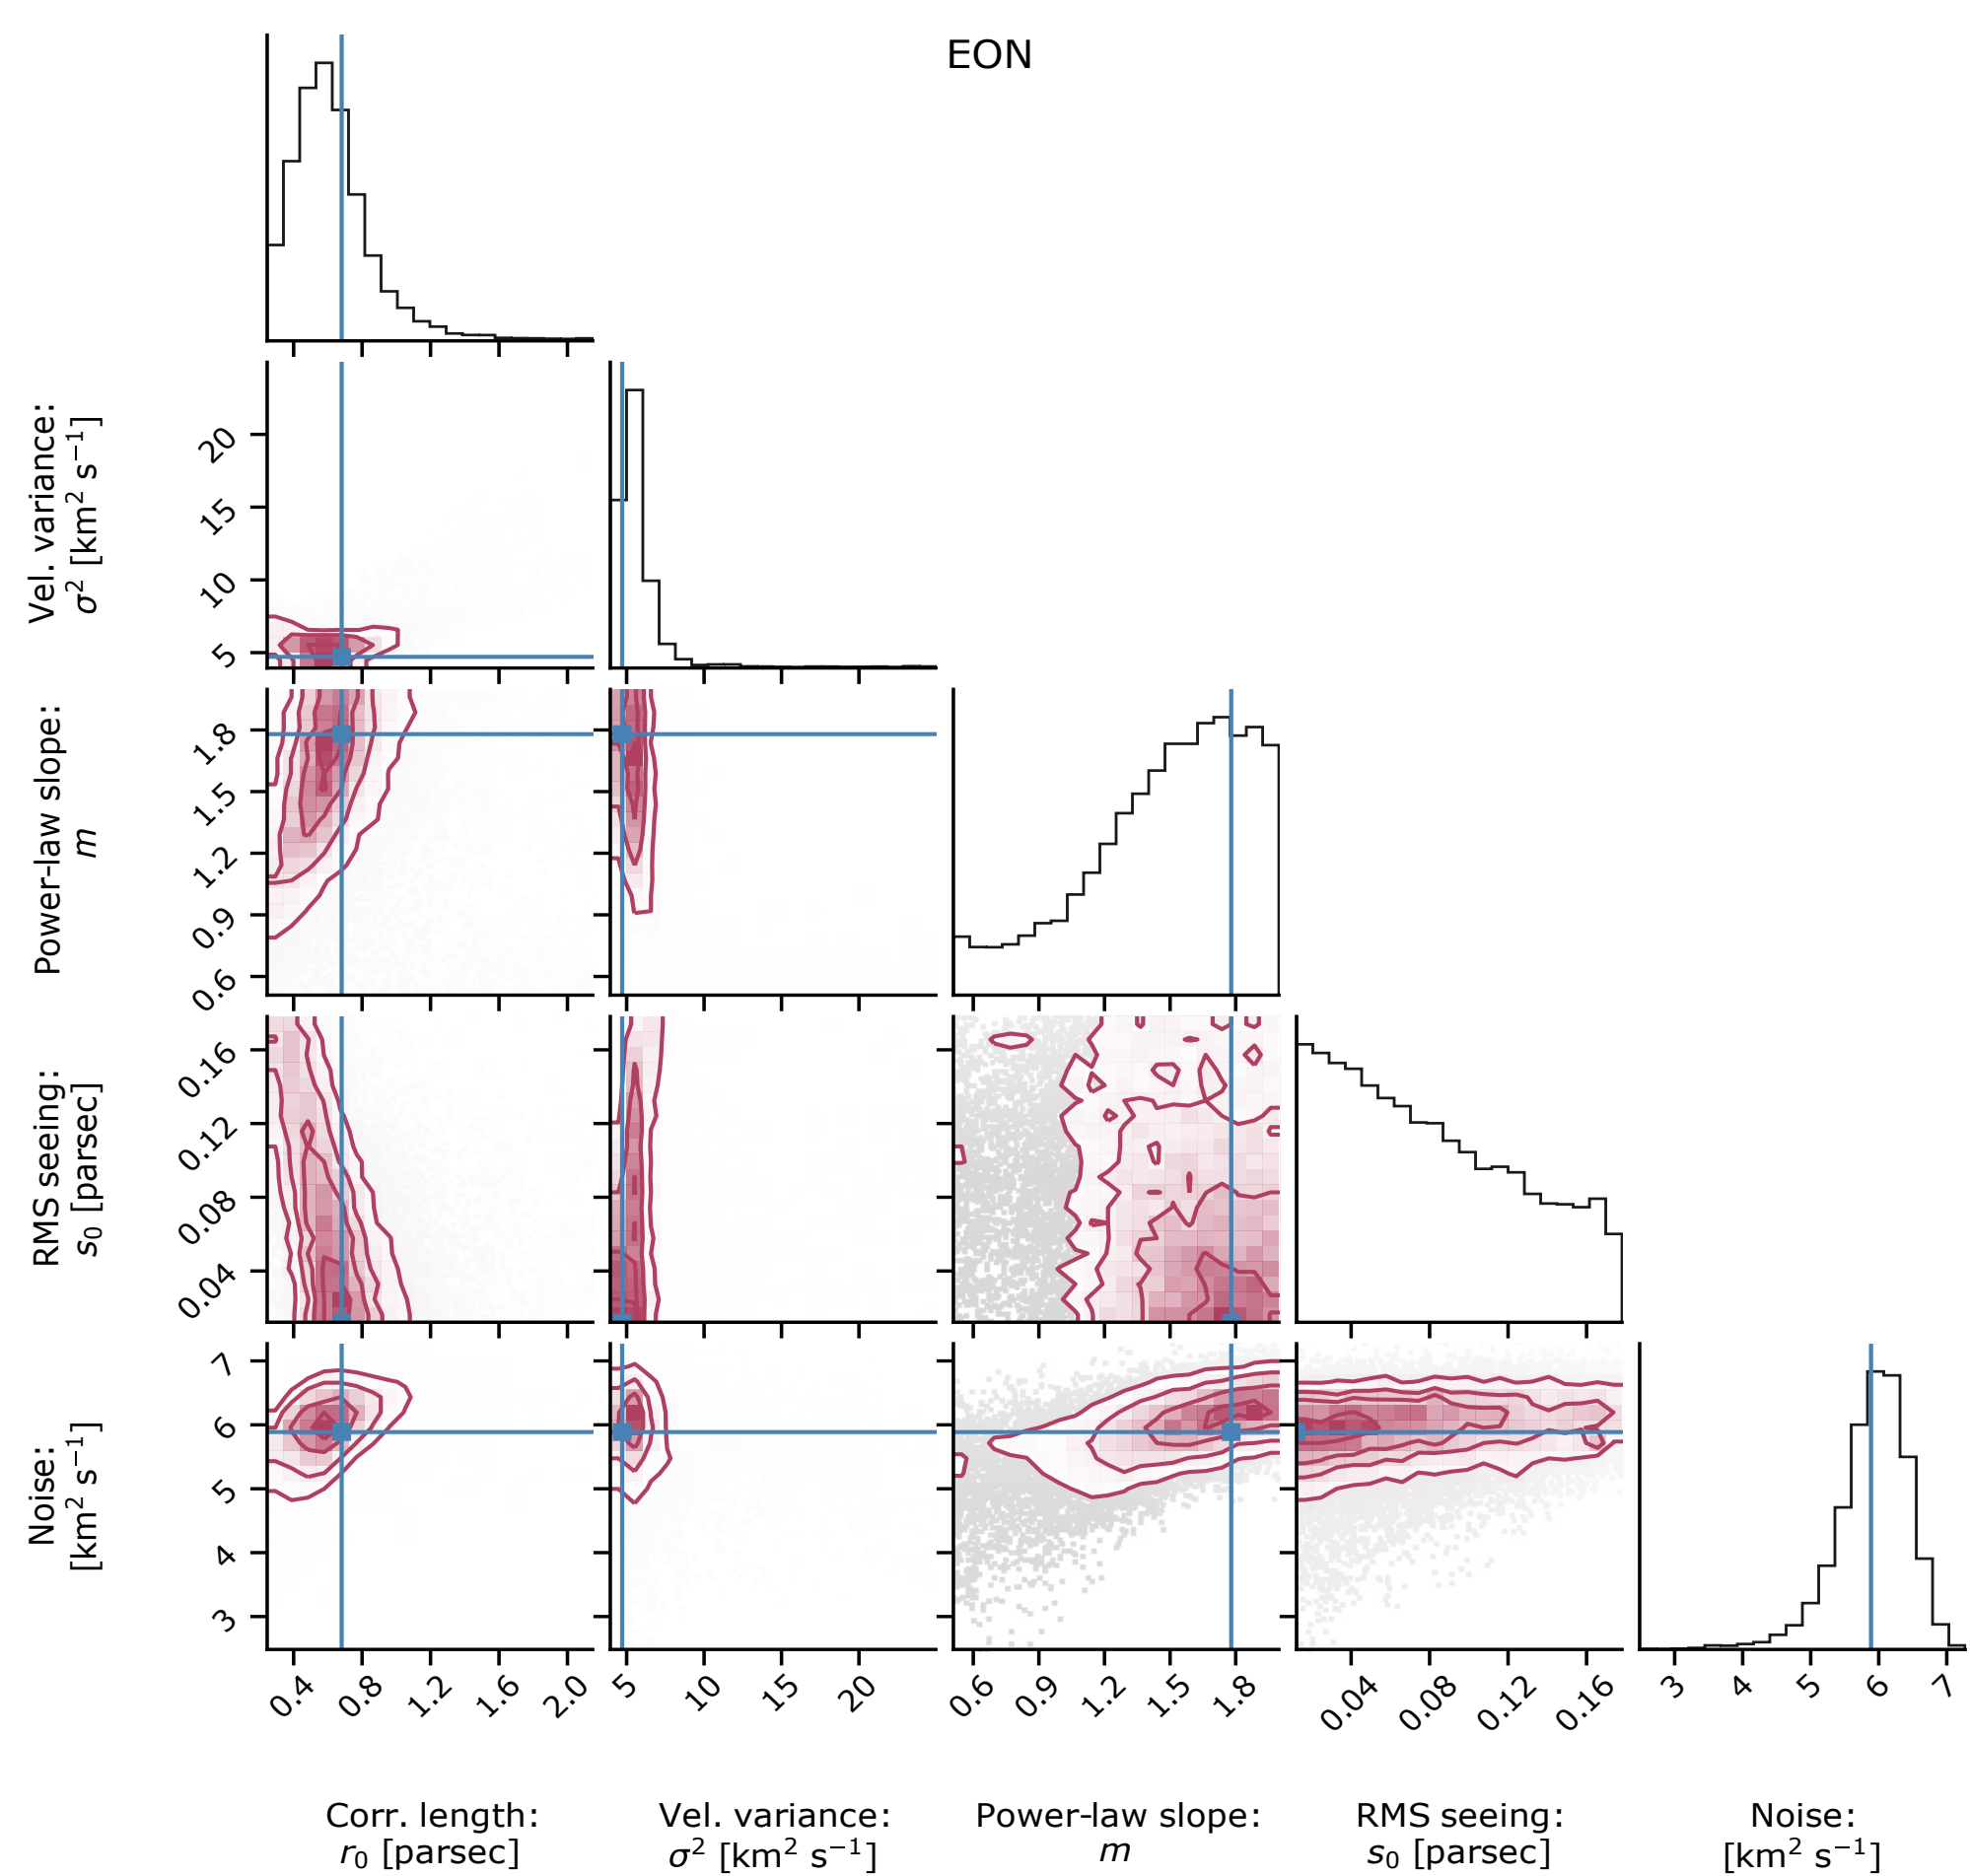 EON
Vel. variance:
σ² [km² s⁻¹]
20
15
10
5
Power-law slope:
m
1.8
1.5
1.2
0.9
0.6
RMS seeing:
s₀ [parsec]
0.16
0.12
0.08
0.04
Noise:
[km² s⁻¹]
7
6
5
4
3
0.4 0.8 1.2 1.6 2.0
5 10 15 20
0.6 0.9 1.2 1.5 1.8
0.04 0.08 0.12 0.16
3 4 5 6 7
Corr. length:
r₀ [parsec]
Vel. variance:
σ² [km² s⁻¹]
Power-law slope:
m
RMS seeing:
s₀ [parsec]
Noise:
[km² s⁻¹]